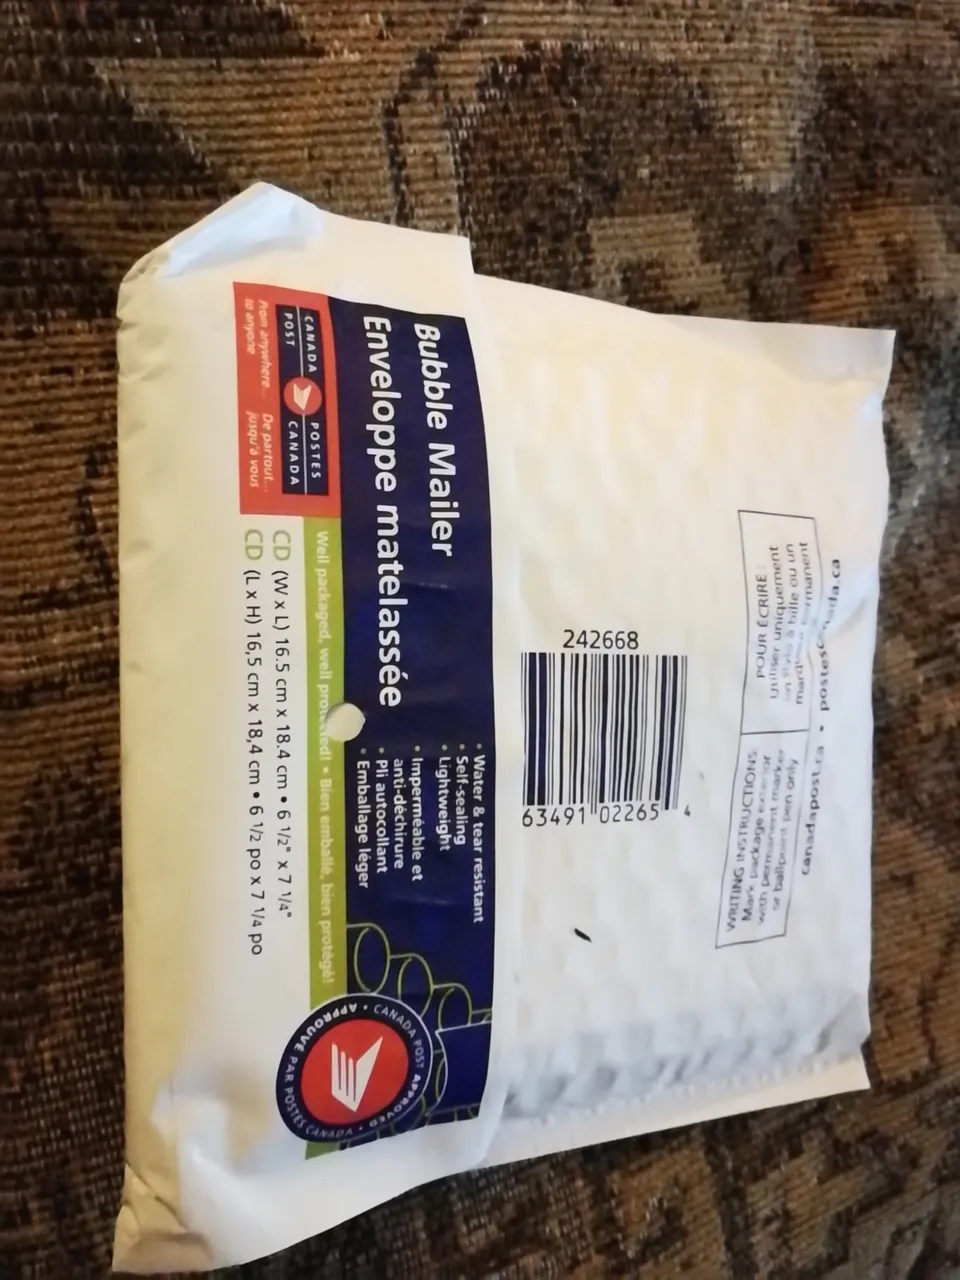 Bubble Mailer
Enveloppe matelassée
• Water & tear resistant
• Self-sealing
• Lightweight
• Imperméable et
anti-déchirure
• Pli autocollant
• Emballage léger
CANADA POST
POSTES CANADA
From anywhere...
to anyone
De partout...
jusqu'à vous
Well packaged, well protected! • Bien emballé, bien protégé!
CD (W x L) 16.5 cm x 18.4 cm • 6 1/2" x 7 1/4"
CD (L x H) 16,5 cm x 18,4 cm • 6 1/2 po x 7 1/4 po
CANADA POST APPROVED •
APPROUVÉ PAR POSTES CANADA •
242668
63491 02265 4
WRITING INSTRUCTIONS:
Mark package exterior
with permanent marker
or ballpoint pen only
POUR ÉCRIRE :
Utiliser uniquement
un stylo à bille ou un
marqueur permanent
canadapost.ca • postescanada.ca